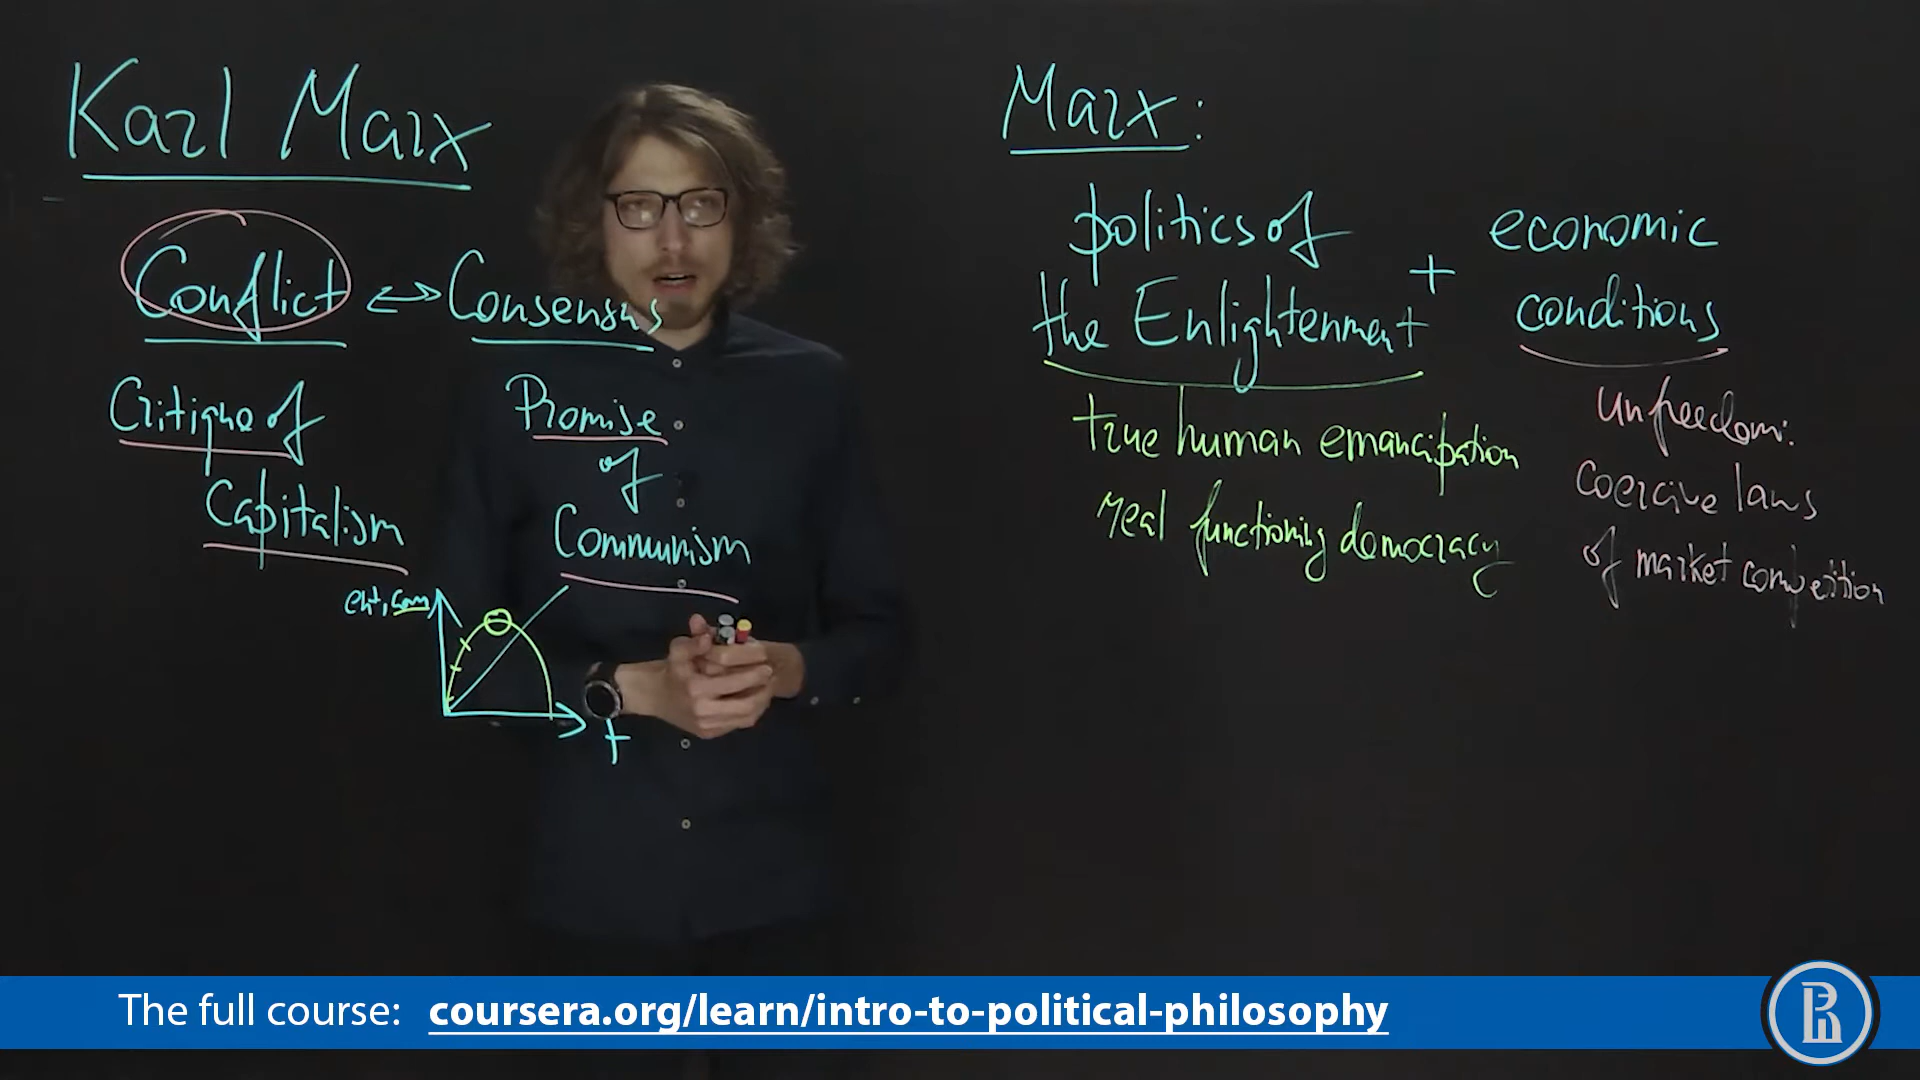 Karl Marx
Conflict ↔ Consensus
Critique of
Capitalism
Promise
of
Communism
t
Marx:
politics of
the Enlightenment
+
economic
conditions
true human emancipation
real functioning democracy
unfreedom:
coercive laws
of market competition
The full course: coursera.org/learn/intro-to-political-philosophy